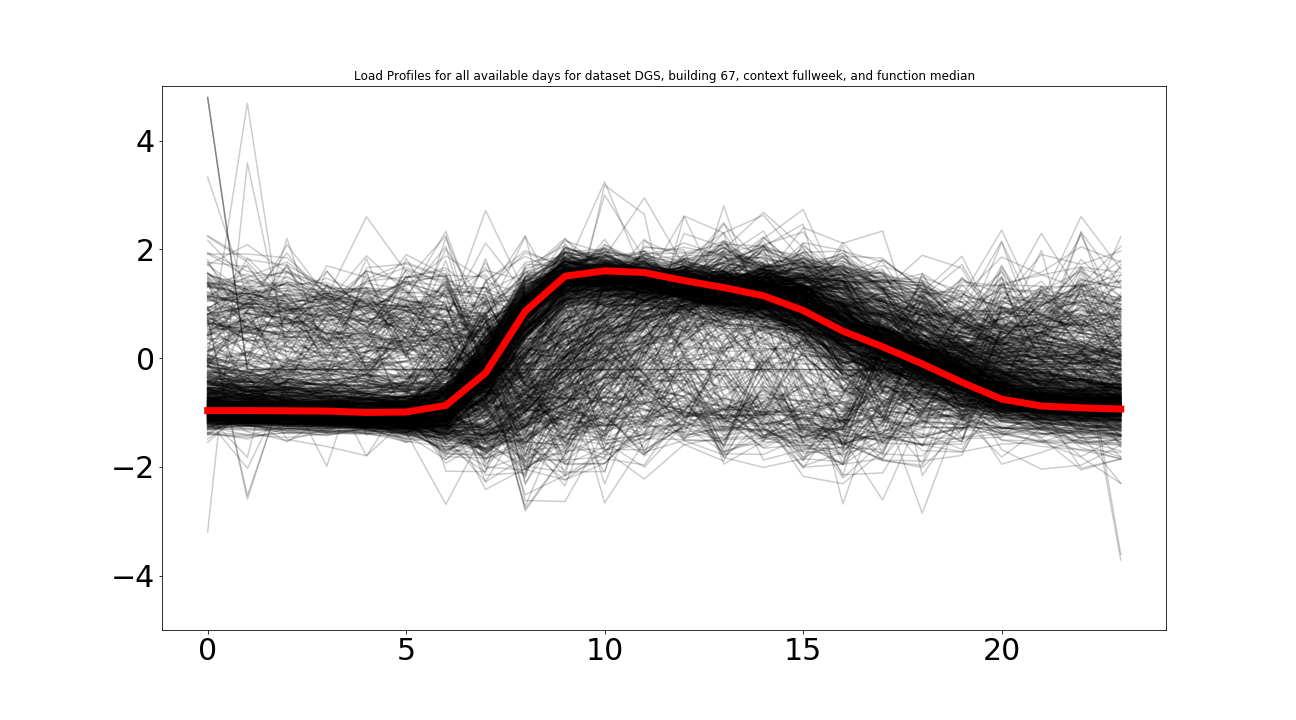 Load Profiles for all available days for dataset DGS, building 67, context fullweek, and function median
4
2
0
−2
−4
0 5 10 15 20